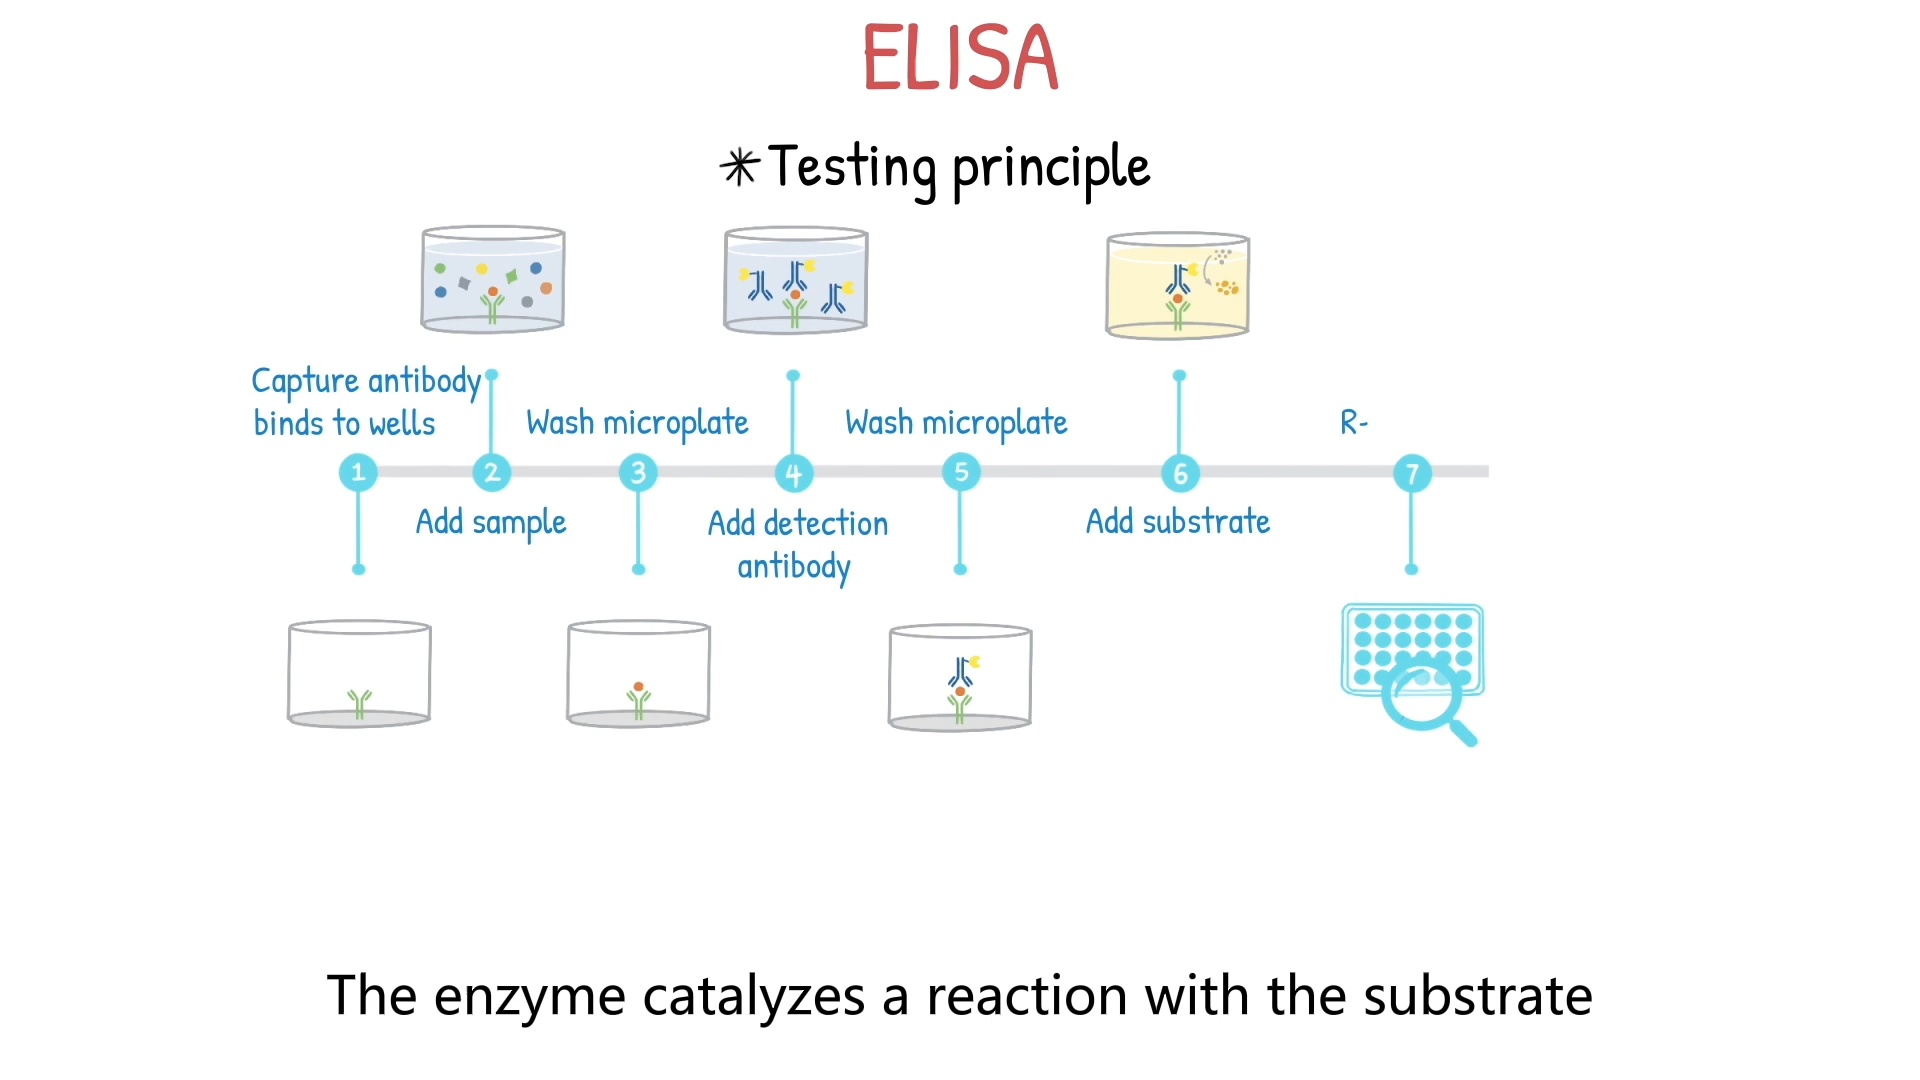 ELISA
*Testing principle
Capture antibody
binds to wells
Wash microplate
Wash microplate
R-
1 2 3 4 5 6 7
Add sample
Add detection
antibody
Add substrate
The enzyme catalyzes a reaction with the substrate